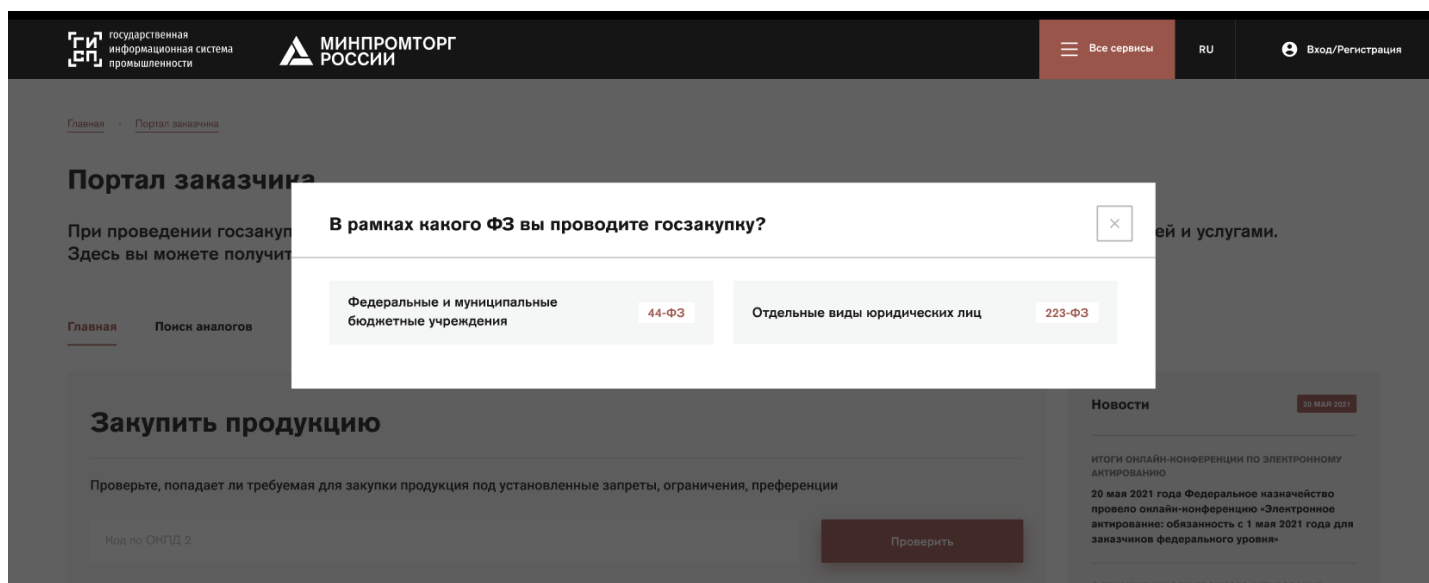 государственная
информационная система
промышленности
ГИСП
МИНПРОМТОРГ
РОССИИ
Все сервисы
RU
Вход/Регистрация
Главная
Портал заказчика
Портал заказчика
При проведении госзакуп
ей и услугами.
Здесь вы можете получит
В рамках какого ФЗ вы проводите госзакупку?
Федеральные и муниципальные
бюджетные учреждения
44-ФЗ
Отдельные виды юридических лиц
223-ФЗ
Главная
Поиск аналогов
Закупить продукцию
Проверьте, попадает ли требуемая для закупки продукция под установленные запреты, ограничения, преференции
Код по ОКПД 2
Проверить
Новости
20 МАЯ 2021
ИТОГИ ОНЛАЙН-КОНФЕРЕНЦИИ ПО ЭЛЕКТРОННОМУ
АКТИРОВАНИЮ
20 мая 2021 года Федеральное казначейство
провело онлайн-конференцию «Электронное
актирование: обязанность с 1 мая 2021 года для
заказчиков федерального уровня»